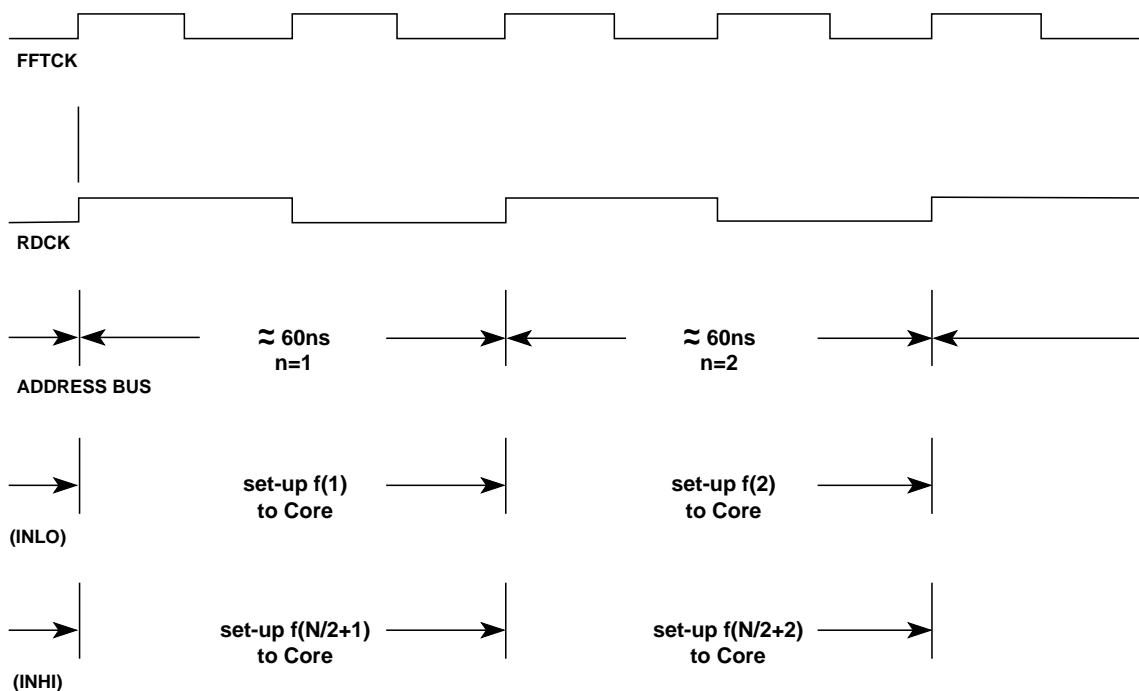 FFTCK
RDCK
≈ 60ns
n=1
≈ 60ns
n=2
ADDRESS BUS
set-up f(1)
to Core
set-up f(2)
to Core
(INLO)
set-up f(N/2+1)
to Core
set-up f(N/2+2)
to Core
(INHI)